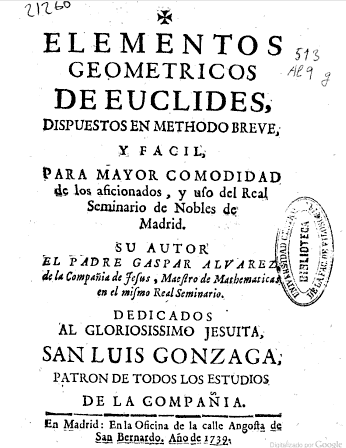 21260
✠
ELEMENTOS
GEOMETRICOS
DE EUCLIDES,
513
Al9 g
DISPUESTOS EN METHODO BREVE,
Y FACIL,
PARA MAYOR COMODIDAD
de los aficionados, y uſo del Real
Seminario de Nobles de
Madrid.
SU AUTOR
EL PADRE GASPAR ALVAREZ
de la Compañia de Jesus, Maeſtro de Mathematicas
en el miſmo Real Seminario.
BIBLIOTECA
DEDICADOS
AL GLORIOSISSIMO JESUITA,
SAN LUIS GONZAGA,
PATRON DE TODOS LOS ESTUDIOS
DE LA COMPAÑIA.
En Madrid: En la Oficina de la calle Angoſta de
San Bernardo. Año de 1739.
Digitalizado por Google